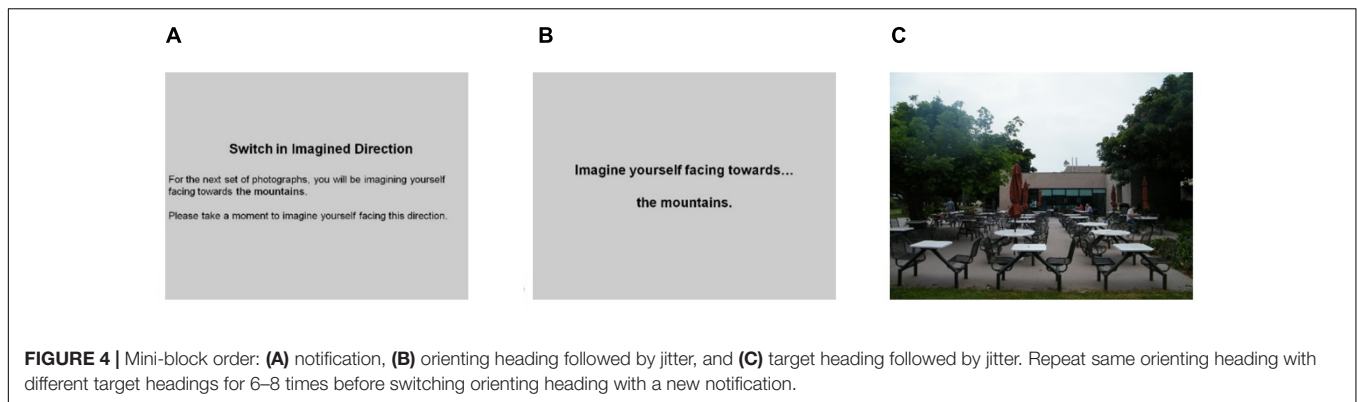 A
B
C
Switch in Imagined Direction
For the next set of photographs, you will be imagining yourself
facing towards the mountains.
Please take a moment to imagine yourself facing this direction.
Imagine yourself facing towards...
the mountains.
FIGURE 4 | Mini-block order: (A) notification, (B) orienting heading followed by jitter, and (C) target heading followed by jitter. Repeat same orienting heading with
different target headings for 6–8 times before switching orienting heading with a new notification.